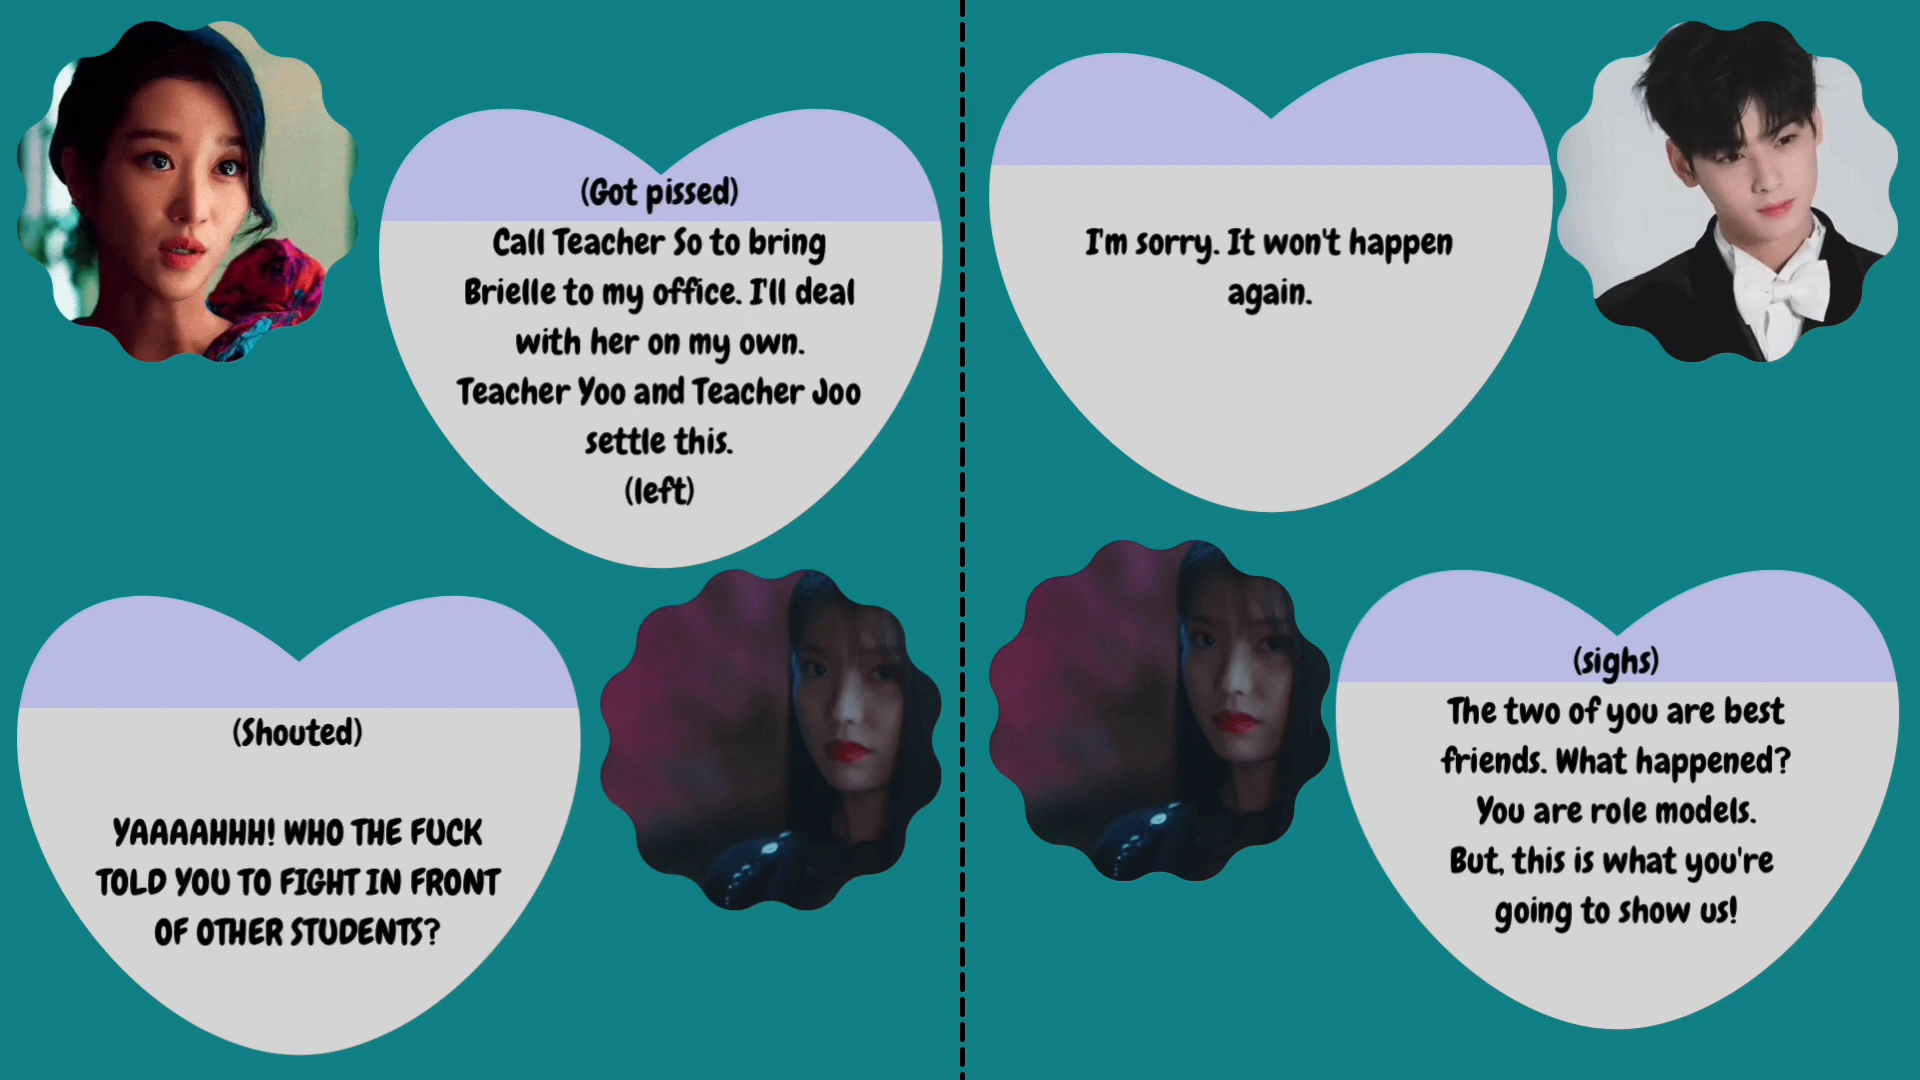 (Got pissed)
Call Teacher So to bring
Brielle to my office. I'll deal
with her on my own.
Teacher Yoo and Teacher Joo
settle this.
(left)
(Shouted)
YAAAAHHH! WHO THE FUCK
TOLD YOU TO FIGHT IN FRONT
OF OTHER STUDENTS?
I'm sorry. It won't happen
again.
(sighs)
The two of you are best
friends. What happened?
You are role models.
But, this is what you're
going to show us!